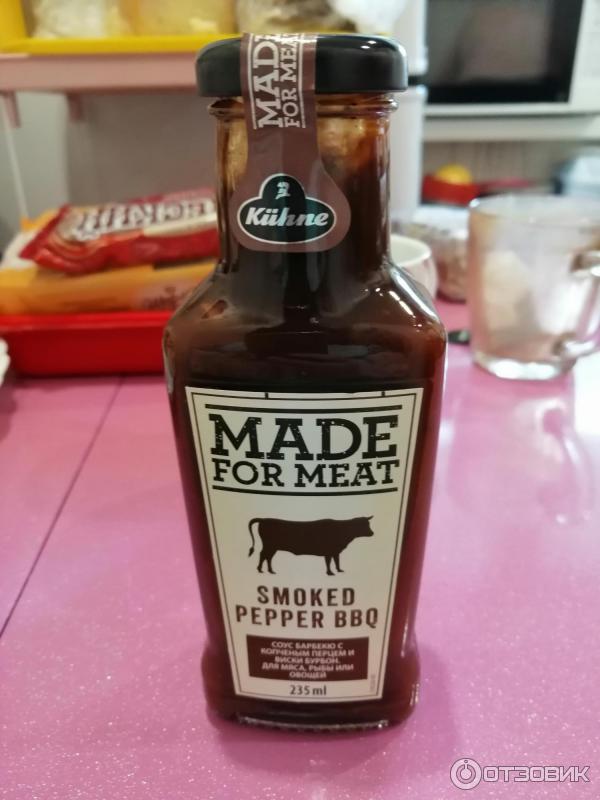 MADE
FOR MEAT
Kühne
MADE
FOR MEAT
SMOKED
PEPPER BBQ
СОУС БАРБЕКЮ С
КОПЧЕНЫМ ПЕРЦЕМ И
ВИСКИ БУРБОН.
ДЛЯ МЯСА, РЫБЫ ИЛИ
ОВОЩЕЙ
235 ml
ОТЗОВИК